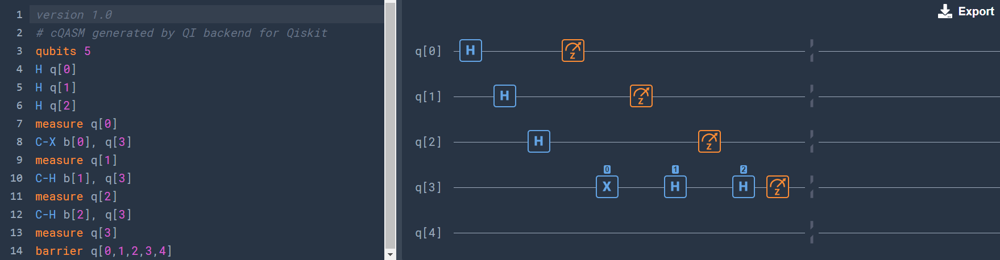 1 version 1.0
2 # cQASM generated by QI backend for Qiskit
3 qubits 5
4 H q[0]
5 H q[1]
6 H q[2]
7 measure q[0]
8 C-X b[0], q[3]
9 measure q[1]
10 C-H b[1], q[3]
11 measure q[2]
12 C-H b[2], q[3]
13 measure q[3]
14 barrier q[0,1,2,3,4]
Export
q[0] H Z
q[1] H Z
q[2] H Z
0 1 2
q[3] X H H Z
q[4]